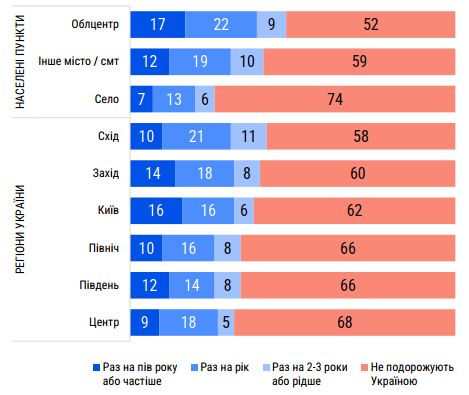 НАСЕЛЕНІ ПУНКТИ
Облцентр 17 22 9 52
Інше місто / смт 12 19 10 59
Село 7 13 6 74
РЕГІОНИ УКРАЇНИ
Схід 10 21 11 58
Захід 14 18 8 60
Київ 16 16 6 62
Північ 10 16 8 66
Південь 12 14 8 66
Центр 9 18 5 68
Раз на пів року Раз на рік Раз на 2-3 роки Не подорожують
або частіше або рідше Україною